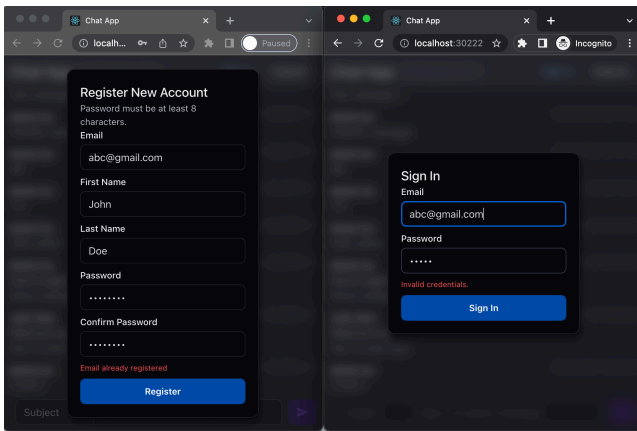 Chat App
localh...
Paused
Register New Account
Password must be at least 8
characters.
Email
abc@gmail.com
First Name
John
Last Name
Doe
Password
Confirm Password
Email already registered
Register
Subject
Chat App
localhost:30222
Incognito
Sign In
Email
abc@gmail.com
Password
Invalid credentials.
Sign In